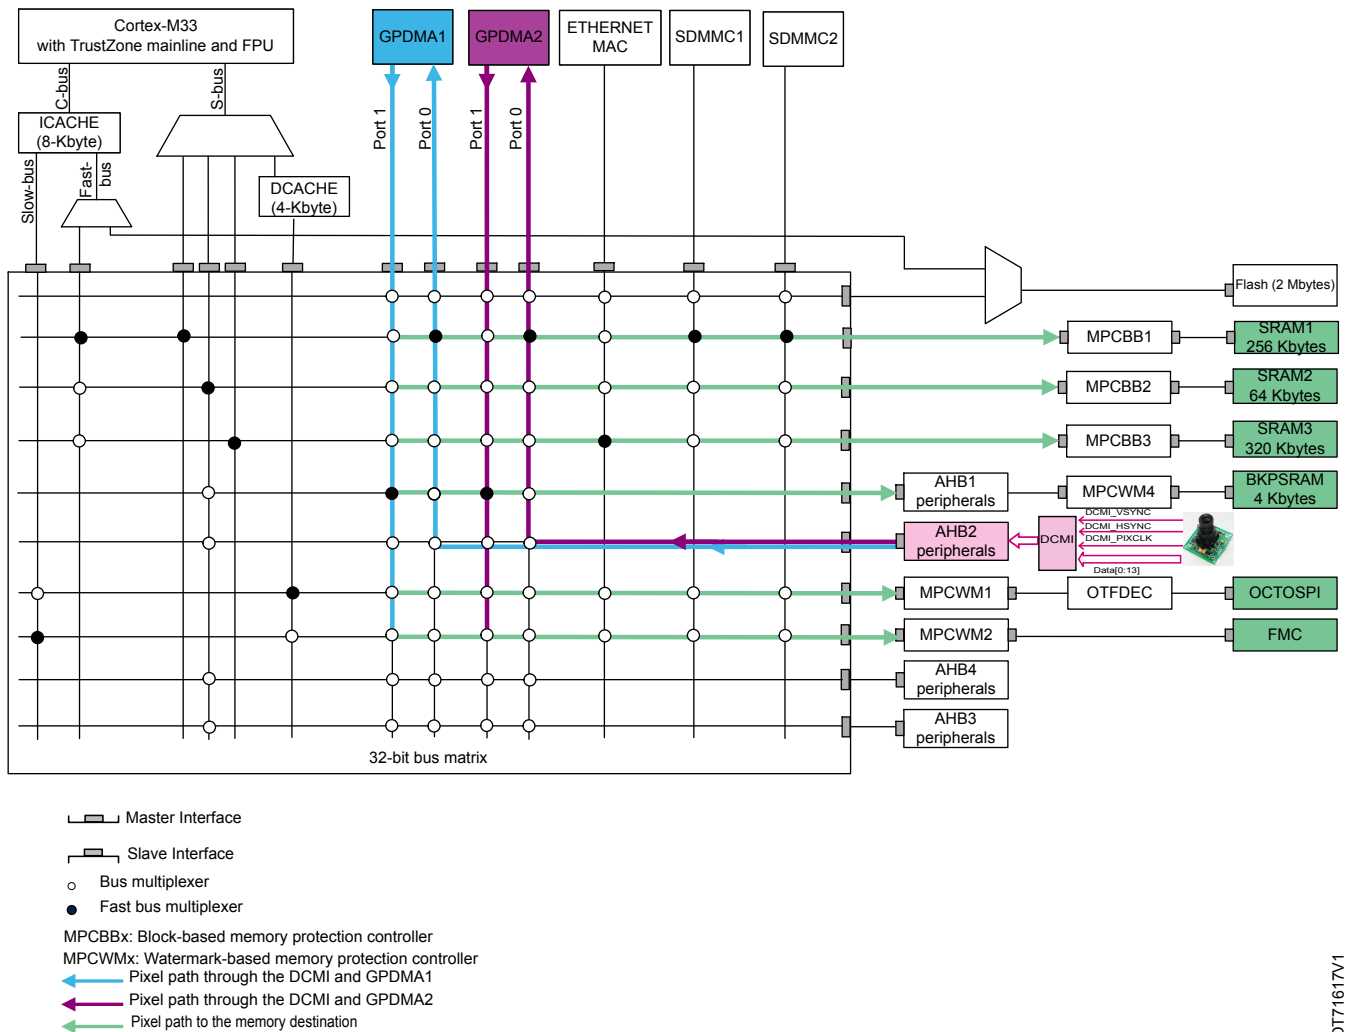 Cortex-M33
with TrustZone mainline and FPU
GPDMA1
GPDMA2
ETHERNET
MAC
SDMMC1
SDMMC2
C-bus
S-bus
ICACHE
(8-Kbyte)
Port 1
Port 0
Port 1
Port 0
Slow-bus
Fast-
bus
DCACHE
(4-Kbyte)
Flash (2 Mbytes)
MPCBB1
SRAM1
256 Kbytes
MPCBB2
SRAM2
64 Kbytes
MPCBB3
SRAM3
320 Kbytes
AHB1
peripherals
MPCWM4
BKPSRAM
4 Kbytes
AHB2
peripherals
DCMI
DCMI_VSYNC
DCMI_HSYNC
DCMI_PIXCLK
Data[0:13]
MPCWM1
OTFDEC
OCTOSPI
MPCWM2
FMC
AHB4
peripherals
AHB3
peripherals
32-bit bus matrix
Master Interface
Slave Interface
Bus multiplexer
Fast bus multiplexer
MPCBBx: Block-based memory protection controller
MPCWMx: Watermark-based memory protection controller
Pixel path through the DCMI and GPDMA1
Pixel path through the DCMI and GPDMA2
Pixel path to the memory destination
DT71617V1